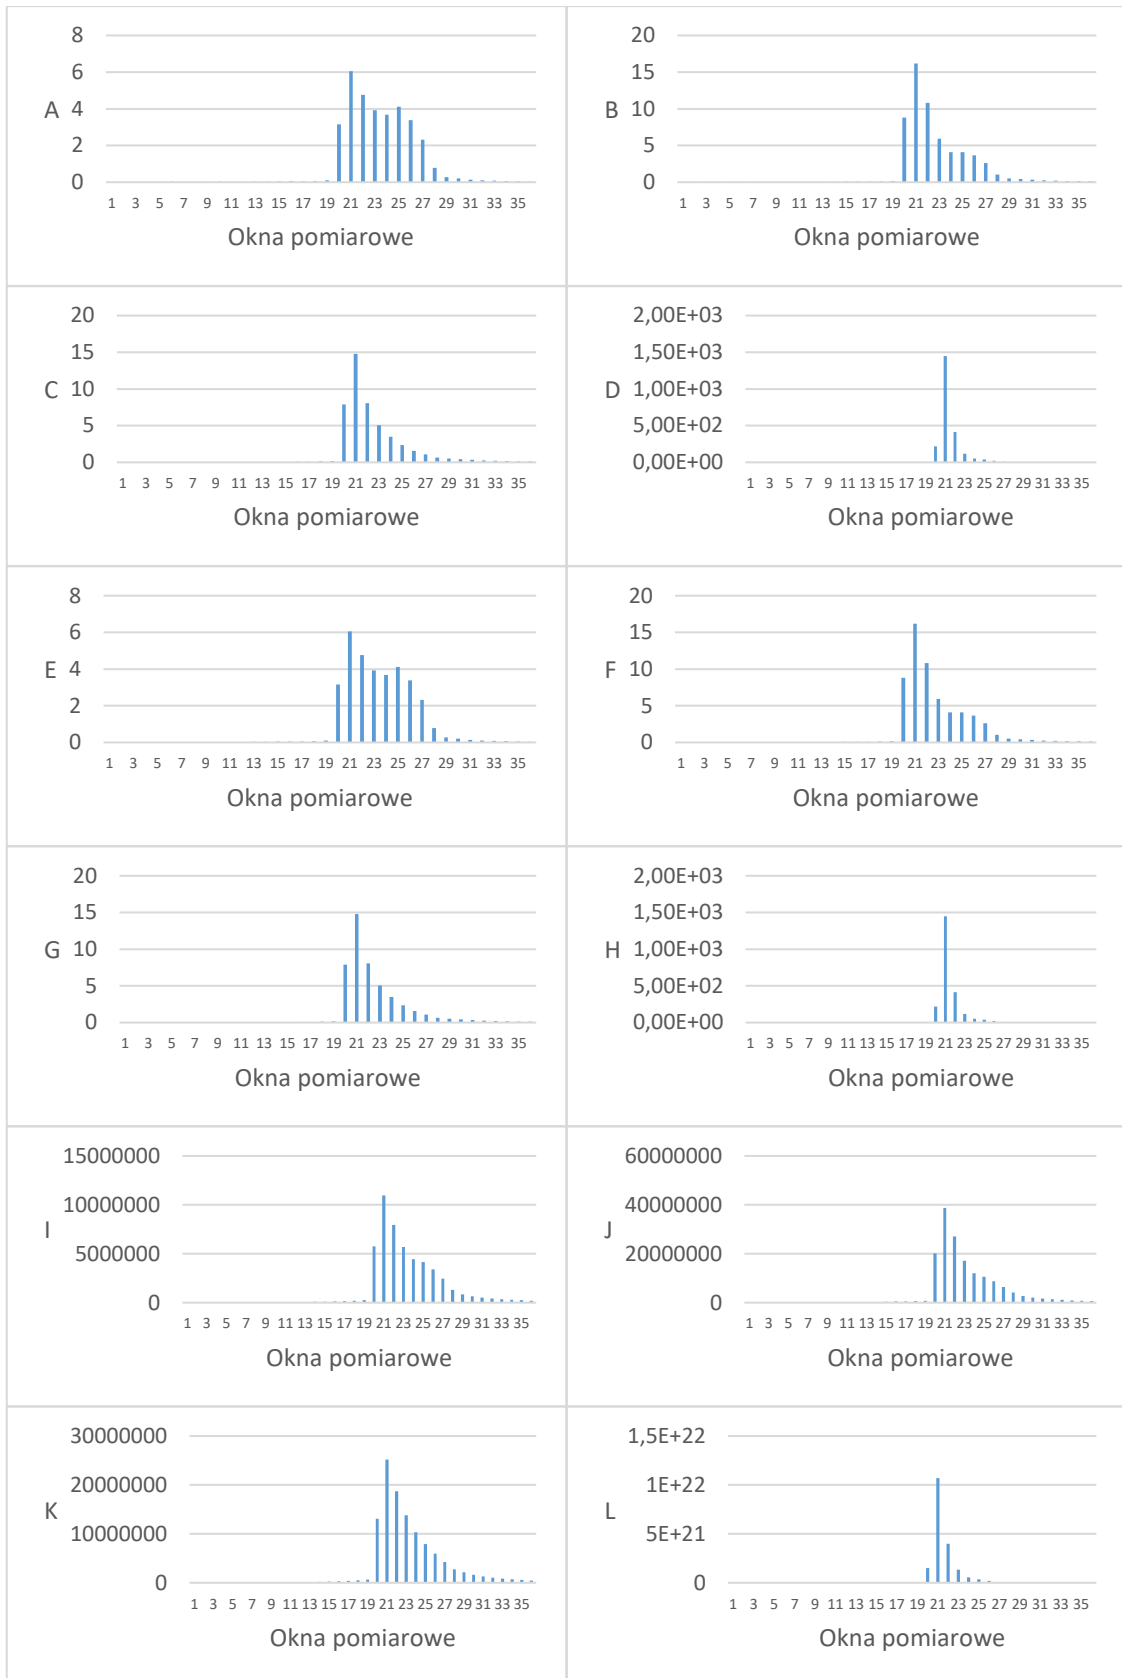 8
6
A 4
2
0
1 3 5 7 9 11 13 15 17 19 21 23 25 27 29 31 33 35
Okna pomiarowe
20
15
B 10
5
0
1 3 5 7 9 11 13 15 17 19 21 23 25 27 29 31 33 35
Okna pomiarowe
20
15
C 10
5
0
1 3 5 7 9 11 13 15 17 19 21 23 25 27 29 31 33 35
Okna pomiarowe
2,00E+03
1,50E+03
D 1,00E+03
5,00E+02
0,00E+00
1 3 5 7 9 11 13 15 17 19 21 23 25 27 29 31 33 35
Okna pomiarowe
8
6
E 4
2
0
1 3 5 7 9 11 13 15 17 19 21 23 25 27 29 31 33 35
Okna pomiarowe
20
15
F 10
5
0
1 3 5 7 9 11 13 15 17 19 21 23 25 27 29 31 33 35
Okna pomiarowe
20
15
G 10
5
0
1 3 5 7 9 11 13 15 17 19 21 23 25 27 29 31 33 35
Okna pomiarowe
2,00E+03
1,50E+03
H 1,00E+03
5,00E+02
0,00E+00
1 3 5 7 9 11 13 15 17 19 21 23 25 27 29 31 33 35
Okna pomiarowe
15000000
10000000
I 5000000
0
1 3 5 7 9 11 13 15 17 19 21 23 25 27 29 31 33 35
Okna pomiarowe
60000000
40000000
J 20000000
0
1 3 5 7 9 11 13 15 17 19 21 23 25 27 29 31 33 35
Okna pomiarowe
30000000
20000000
K 10000000
0
1 3 5 7 9 11 13 15 17 19 21 23 25 27 29 31 33 35
Okna pomiarowe
1,5E+22
1E+22
L 5E+21
0
1 3 5 7 9 11 13 15 17 19 21 23 25 27 29 31 33 35
Okna pomiarowe